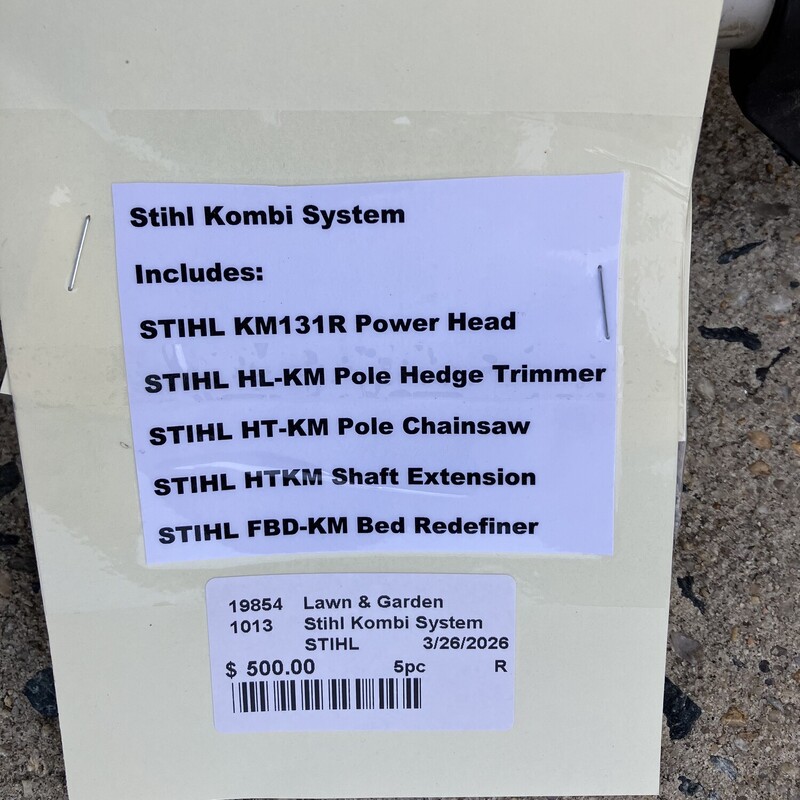 Stihl Kombi System
Includes:
STIHL KM131R Power Head
STIHL HL-KM Pole Hedge Trimmer
STIHL HT-KM Pole Chainsaw
STIHL HTKM Shaft Extension
STIHL FBD-KM Bed Redefiner
19854 Lawn & Garden
1013 Stihl Kombi System
STIHL 3/26/2026
$ 500.00 5pc R